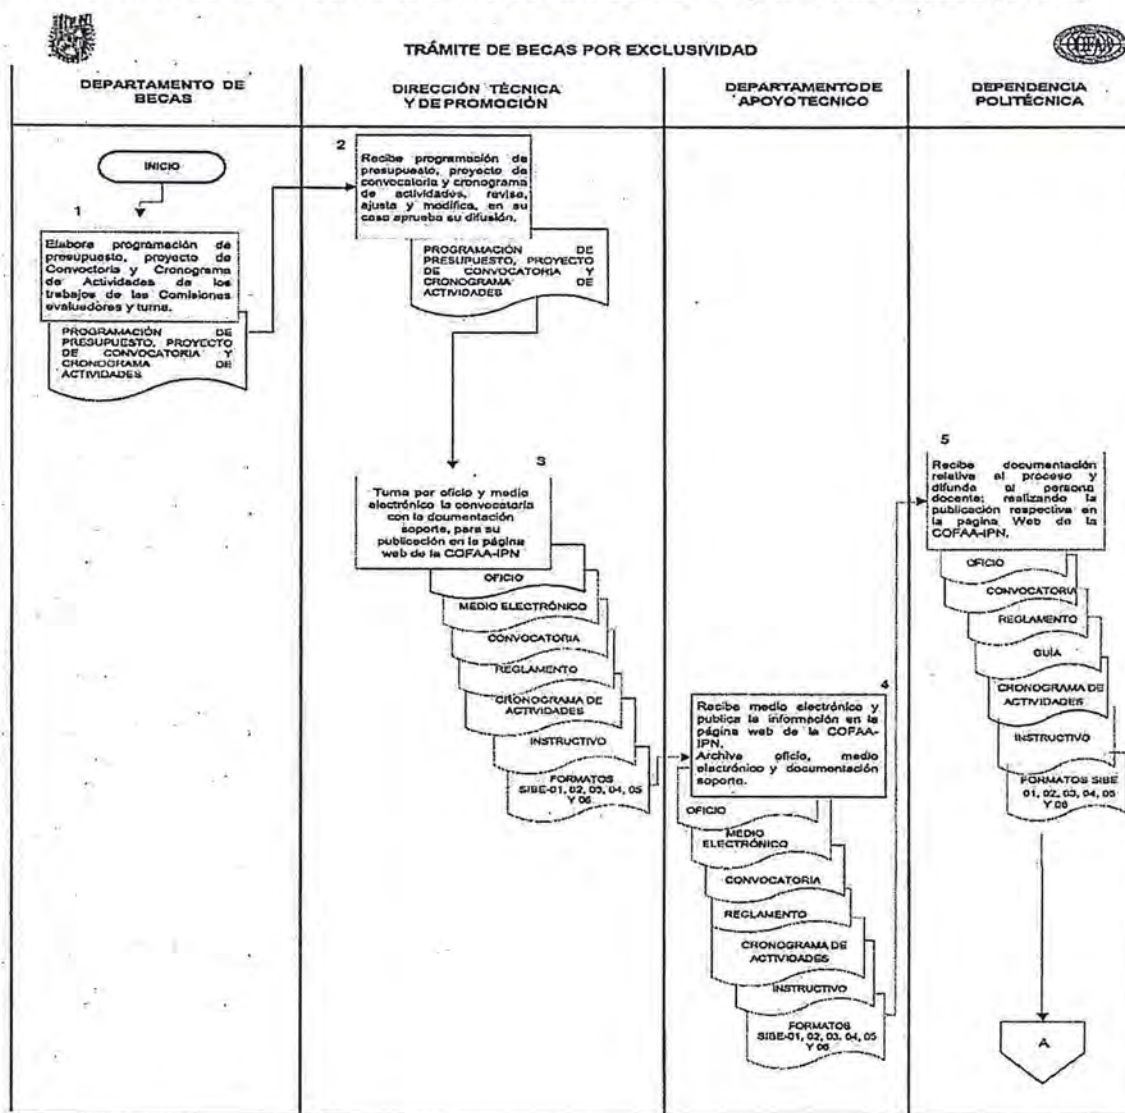 TRÁMITE DE BECAS POR EXCLUSIVIDAD
DEPARTAMENTO DE
BECAS
DIRECCIÓN TÉCNICA
Y DE PROMOCIÓN
DEPARTAMENTO DE
APOYO TECNICO
DEPENDENCIA
POLITÉCNICA
INICIO
1
Elabora programación de
presupuesto, proyecto de
Convoctoria y Cronograma
de Actividades de los
trabajos de las Comisiones
evaluadores y turna.
PROGRAMACIÓN DE
PRESUPUESTO, PROYECTO
DE CONVOCATORIA Y
CRONOGRAMA DE
ACTIVIDADES
2
Recibe programación de
presupuesto, proyecto de
convocatoria y cronograma
de actividades, revisa,
ajusta y modifica, en su
caso aprueba su difusión.
PROGRAMACIÓN DE
PRESUPUESTO, PROYECTO
DE CONVOCATORIA Y
CRONOGRAMA DE
ACTIVIDADES
3
Turna por oficio y medio
electrónico la convocatoria
con la doumentación
soporte, para su
publicación en la página
web de la COFAA-IPN
OFICIO
MEDIO ELECTRÓNICO
CONVOCATORIA
REGLAMENTO
CRONOGRAMA DE
ACTIVIDADES
INSTRUCTIVO
FORMATOS
SIBE-01, 02, 03, 04, 05
Y 06
4
Recibe medio electrónico y
publica la información en la
página web de la COFAA-
IPN.
Archiva oficio, medio
electrónico y documentación
soporte.
OFICIO
MEDIO
ELECTRÓNICO
CONVOCATORIA
REGLAMENTO
CRONOGRAMA DE
ACTIVIDADES
INSTRUCTIVO
FORMATOS
SIBE-01, 02, 03, 04, 05
Y 06
5
Recibe documentación
relativa al proceso y
difunde al persona
docente; realizando la
publicación respectiva en
la página Web de la
COFAA-IPN.
OFICIO
CONVOCATORIA
REGLAMENTO
GUÍA
CRONOGRAMA DE
ACTIVIDADES
INSTRUCTIVO
FORMATOS SIBE
01, 02, 03, 04, 05
Y 06
A